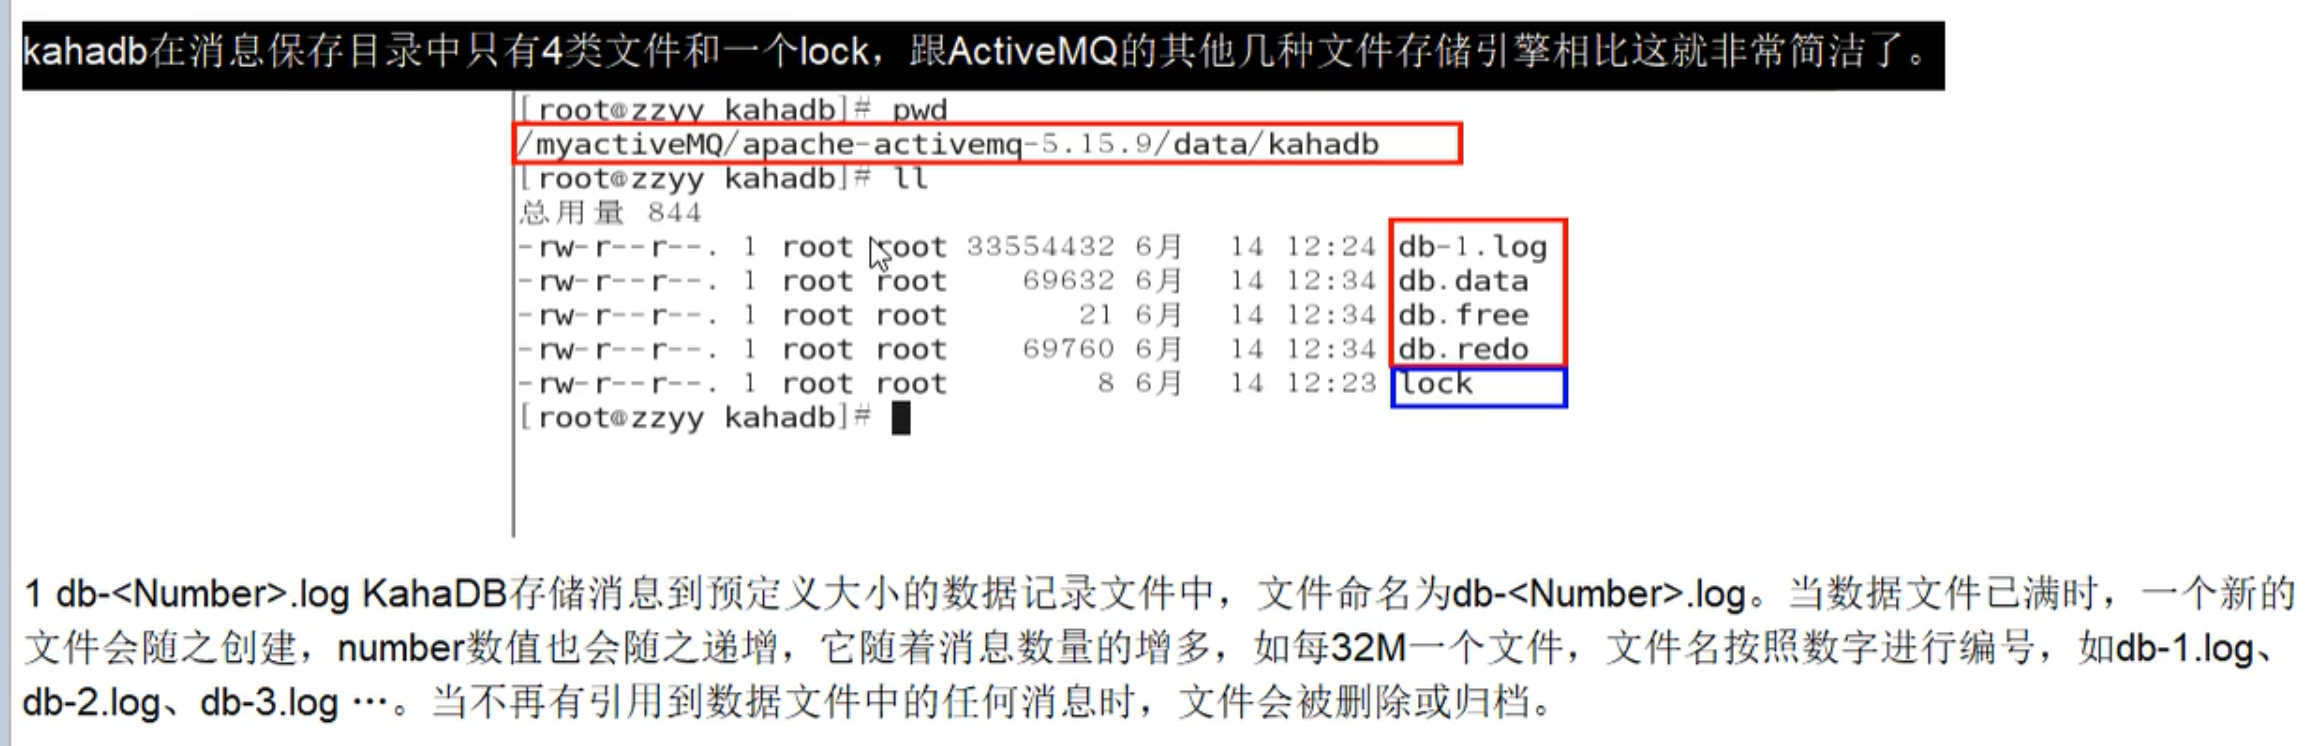 kahadb在消息保存目录中只有4类文件和一个lock，跟ActiveMQ的其他几种文件存储引擎相比这就非常简洁了。
[root@zzyy kahadb]# pwd
/myactiveMQ/apache-activemq-5.15.9/data/kahadb
[root@zzyy kahadb]# ll
总用量 844
-rw-r--r--. 1 root root 33554432 6月 14 12:24 db-1.log
-rw-r--r--. 1 root root 69632 6月 14 12:34 db.data
-rw-r--r--. 1 root root 21 6月 14 12:34 db.free
-rw-r--r--. 1 root root 69760 6月 14 12:34 db.redo
-rw-r--r--. 1 root root 8 6月 14 12:23 lock
[root@zzyy kahadb]#
1 db-<Number>.log KahaDB存储消息到预定义大小的数据记录文件中，文件命名为db-<Number>.log。当数据文件已满时，一个新的
文件会随之创建，number数值也会随之递增，它随着消息数量的增多，如每32M一个文件，文件名按照数字进行编号，如db-1.log、
db-2.log、db-3.log ···。当不再有引用到数据文件中的任何消息时，文件会被删除或归档。